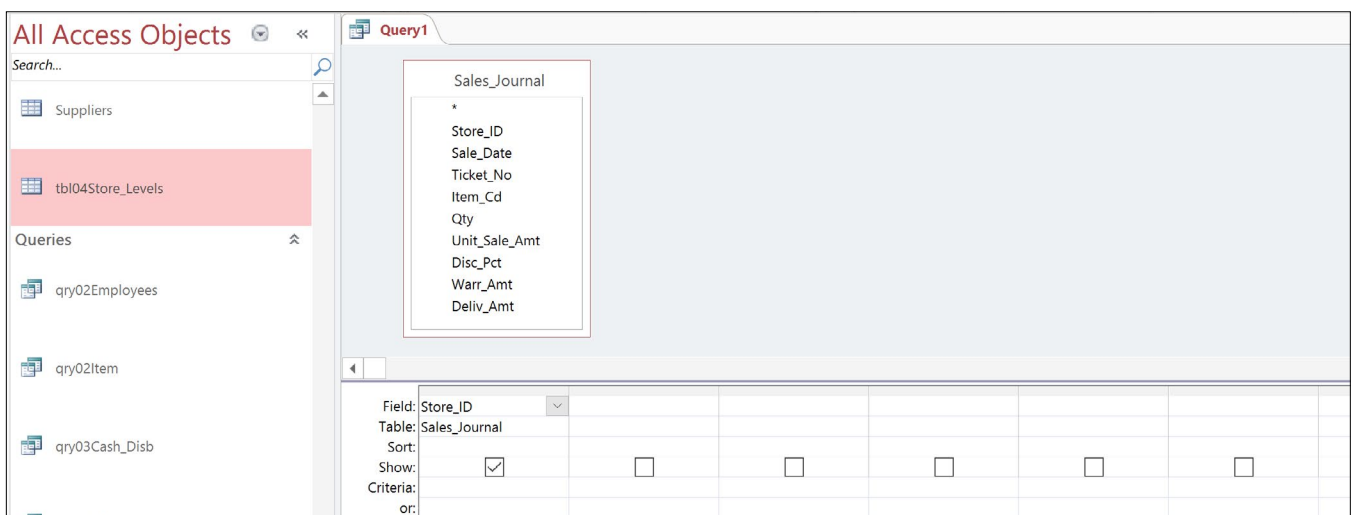 All Access Objects
Search...
Suppliers
tbl04Store_Levels
Queries
qry02Employees
qry02Item
qry03Cash_Disb
Query1
Sales_Journal
*
Store_ID
Sale_Date
Ticket_No
Item_Cd
Qty
Unit_Sale_Amt
Disc_Pct
Warr_Amt
Deliv_Amt
Field: Store_ID
Table: Sales_Journal
Sort:
Show:
Criteria:
or: